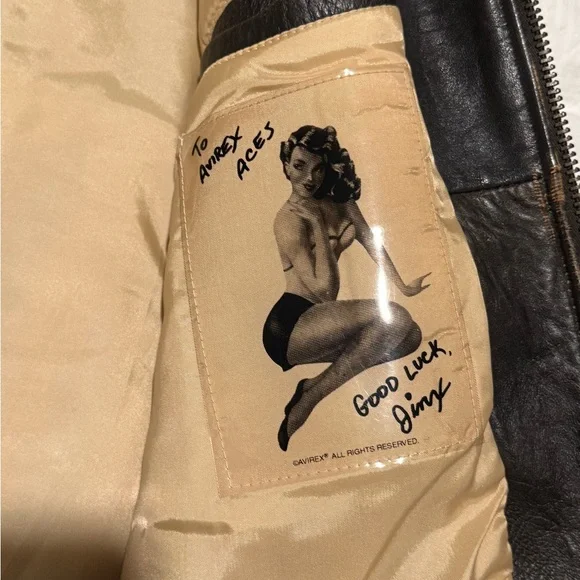 TO
AVIREX
ACES
GOOD LUCK,
Jinx
©AVIREX® ALL RIGHTS RESERVED.